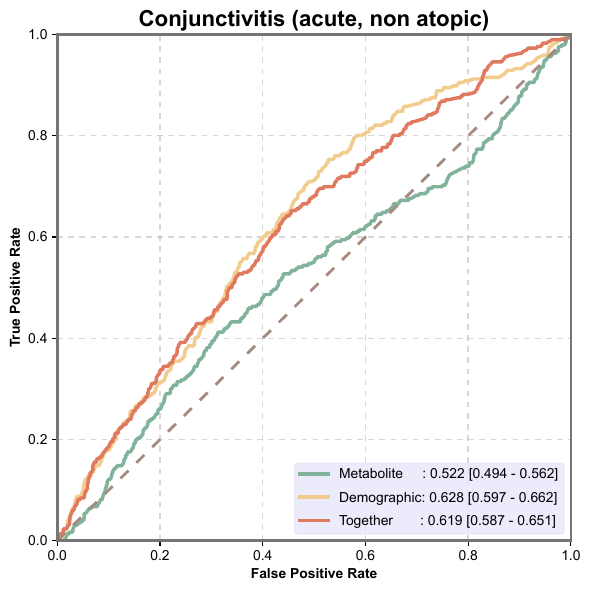 Conjunctivitis (acute, non atopic)
True Positive Rate
1.0
0.8
0.6
0.4
0.2
0.0
Metabolite : 0.522 [0.494 - 0.562]
Demographic: 0.628 [0.597 - 0.662]
Together : 0.619 [0.587 - 0.651]
0.0 0.2 0.4 0.6 0.8 1.0
False Positive Rate